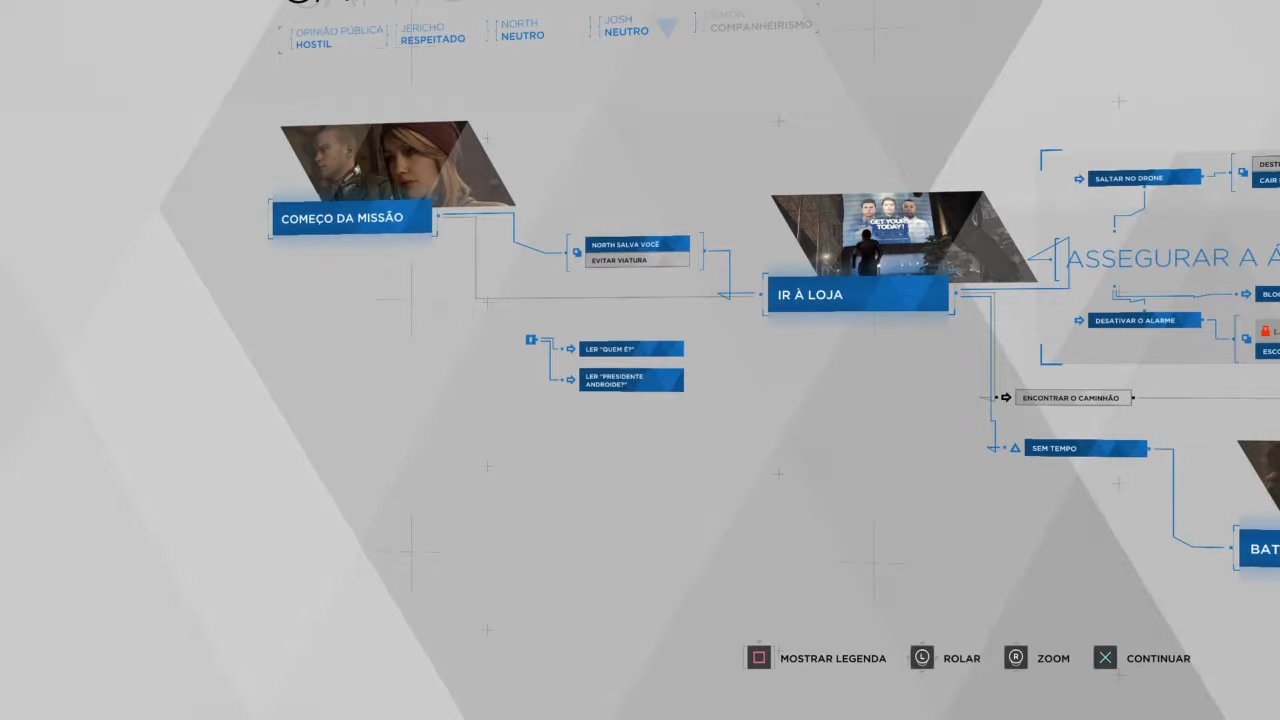 OPINIÃO PÚBLICA
HOSTIL
JERICHO
RESPEITADO
NORTH
NEUTRO
JOSH
NEUTRO
SIMON
COMPANHEIRISMO
COMEÇO DA MISSÃO
NORTH SALVA VOCÊ
EVITAR VIATURA
GET YOURS
TODAY!
IR À LOJA
LER "QUEM É?"
LER "PRESIDENTE
ANDROIDE?"
SALTAR NO DRONE
CAIR
ASSEGURAR A
DESATIVAR O ALARME
ENCONTRAR O CAMINHÃO
SEM TEMPO
BAT
MOSTRAR LEGENDA
L
ROLAR
R
ZOOM
CONTINUAR